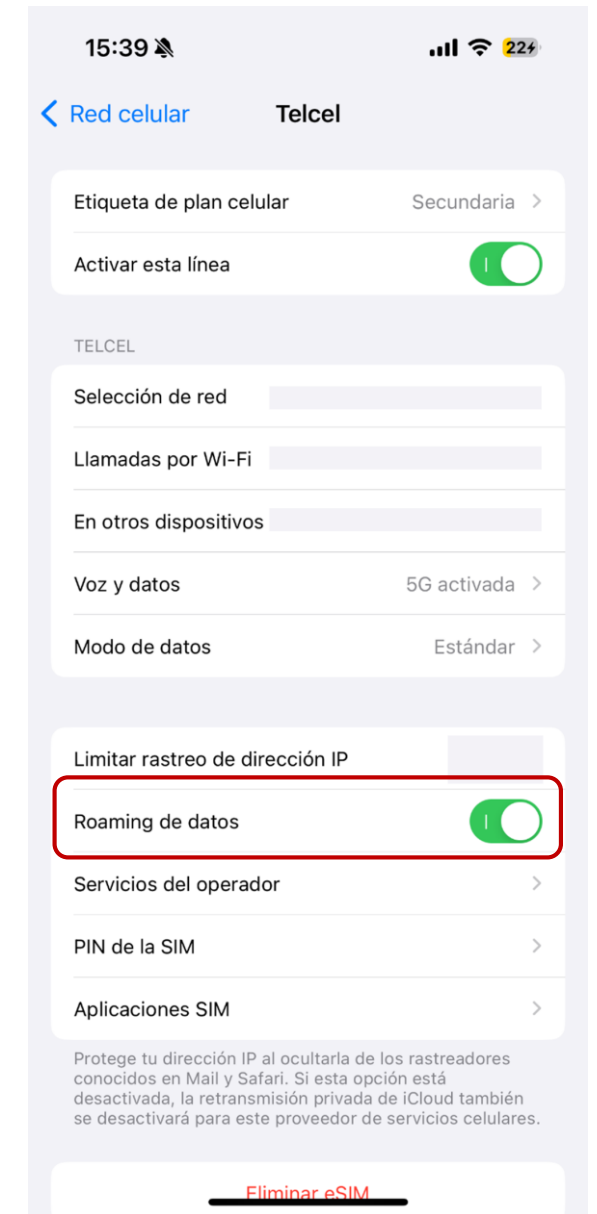 15:39
224
Red celular Telcel
Etiqueta de plan celular Secundaria
Activar esta línea
TELCEL
Selección de red
Llamadas por Wi-Fi
En otros dispositivos
Voz y datos 5G activada
Modo de datos Estándar
Limitar rastreo de dirección IP
Roaming de datos
Servicios del operador
PIN de la SIM
Aplicaciones SIM
Protege tu dirección IP al ocultarla de los rastreadores
conocidos en Mail y Safari. Si esta opción está
desactivada, la retransmisión privada de iCloud también
se desactivará para este proveedor de servicios celulares.
Eliminar eSIM